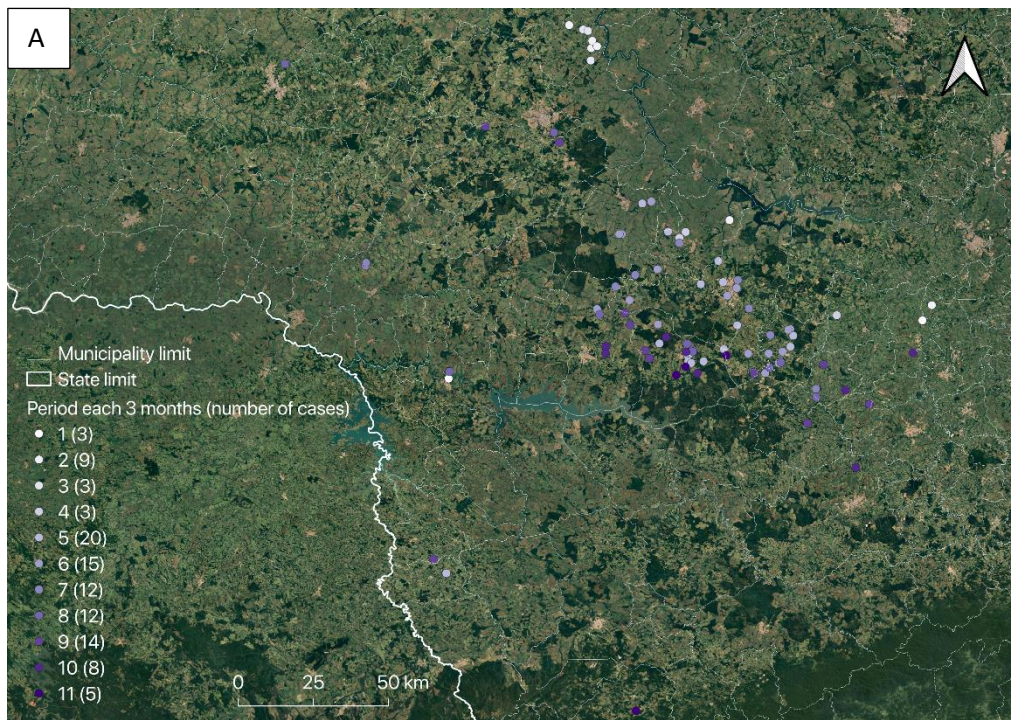 A
Municipality limit
State limit
Period each 3 months (number of cases)
1 (3)
2 (9)
3 (3)
4 (3)
5 (20)
6 (15)
7 (12)
8 (12)
9 (14)
10 (8)
11 (5)
0 25 50 km